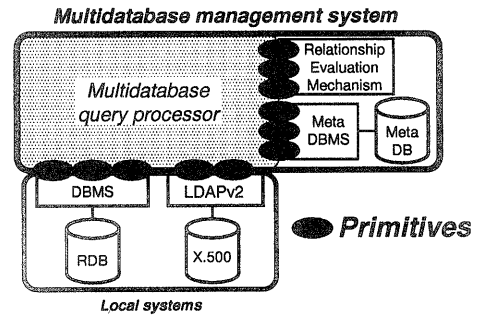 Multidatabase management system
Relationship
Evaluation
Mechanism
Multidatabase
query processor
Meta
DBMS
Meta
DB
DBMS
LDAPv2
Primitives
RDB
X.500
Local systems